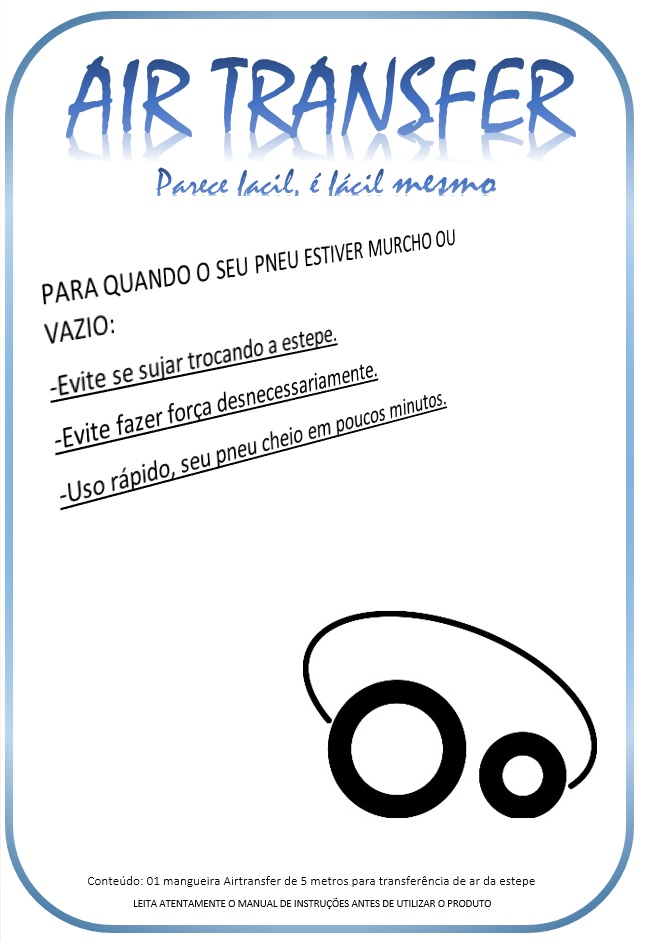 AIR TRANSFER
Parece facil, é fácil mesmo
PARA QUANDO O SEU PNEU ESTIVER MURCHO OU
VAZIO:
-Evite se sujar trocando a estepe.
-Evite fazer força desnecessariamente.
-Uso rápido, seu pneu cheio em poucos minutos.
Conteúdo: 01 mangueira Airtransfer de 5 metros para transferência de ar da estepe
LEITA ATENTAMENTE O MANUAL DE INSTRUÇÕES ANTES DE UTILIZAR O PRODUTO